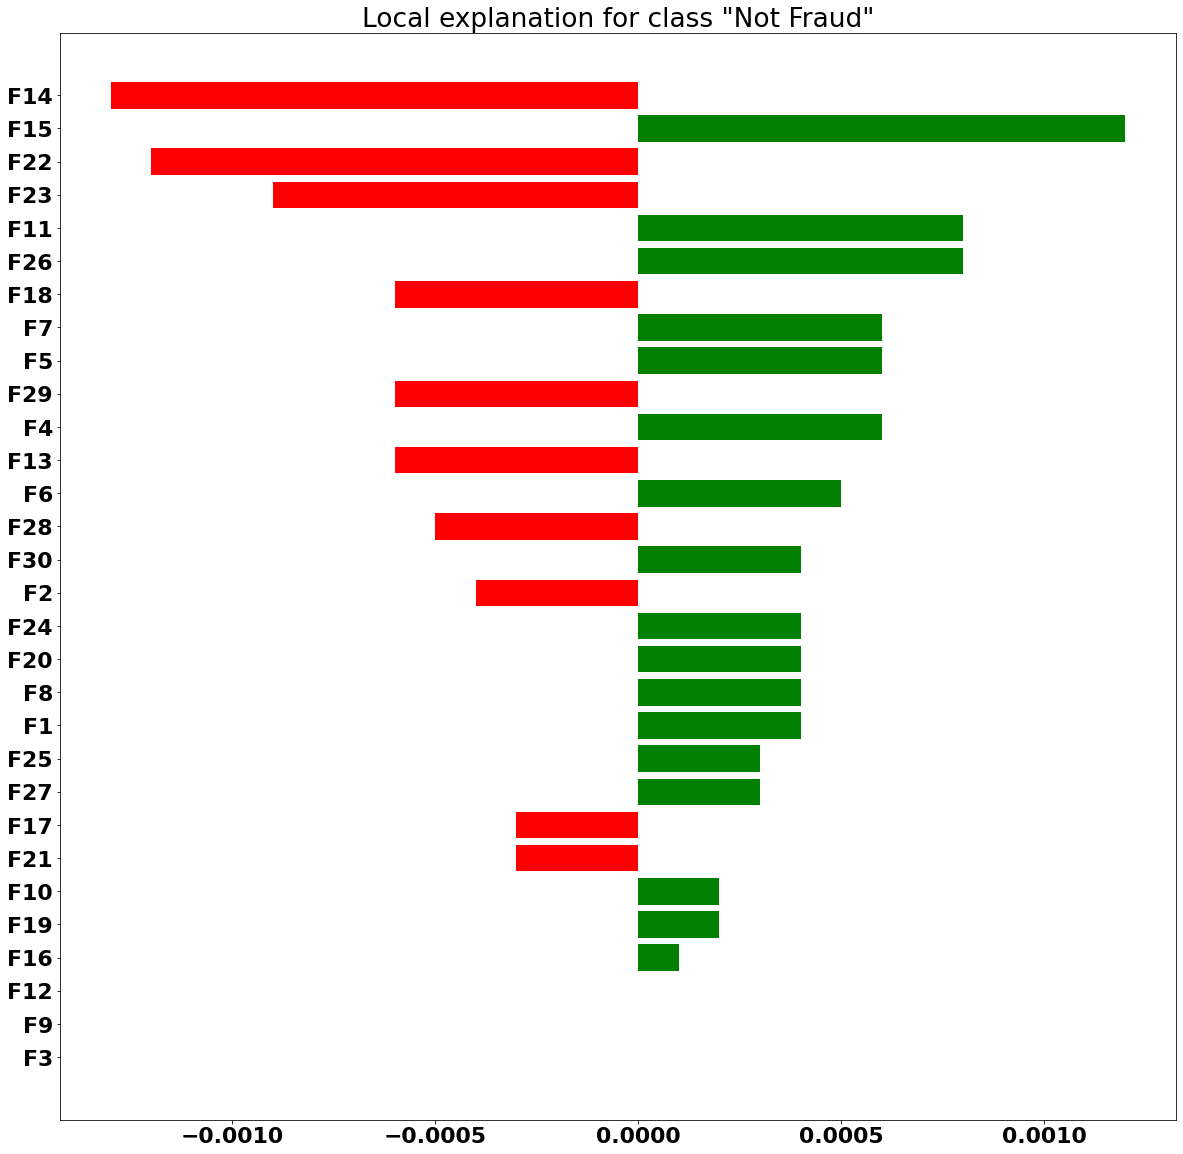 Local explanation for class "Not Fraud"
F14
F15
F22
F23
F11
F26
F18
F7
F5
F29
F4
F13
F6
F28
F30
F2
F24
F20
F8
F1
F25
F27
F17
F21
F10
F19
F16
F12
F9
F3
−0.0010 −0.0005 0.0000 0.0005 0.0010